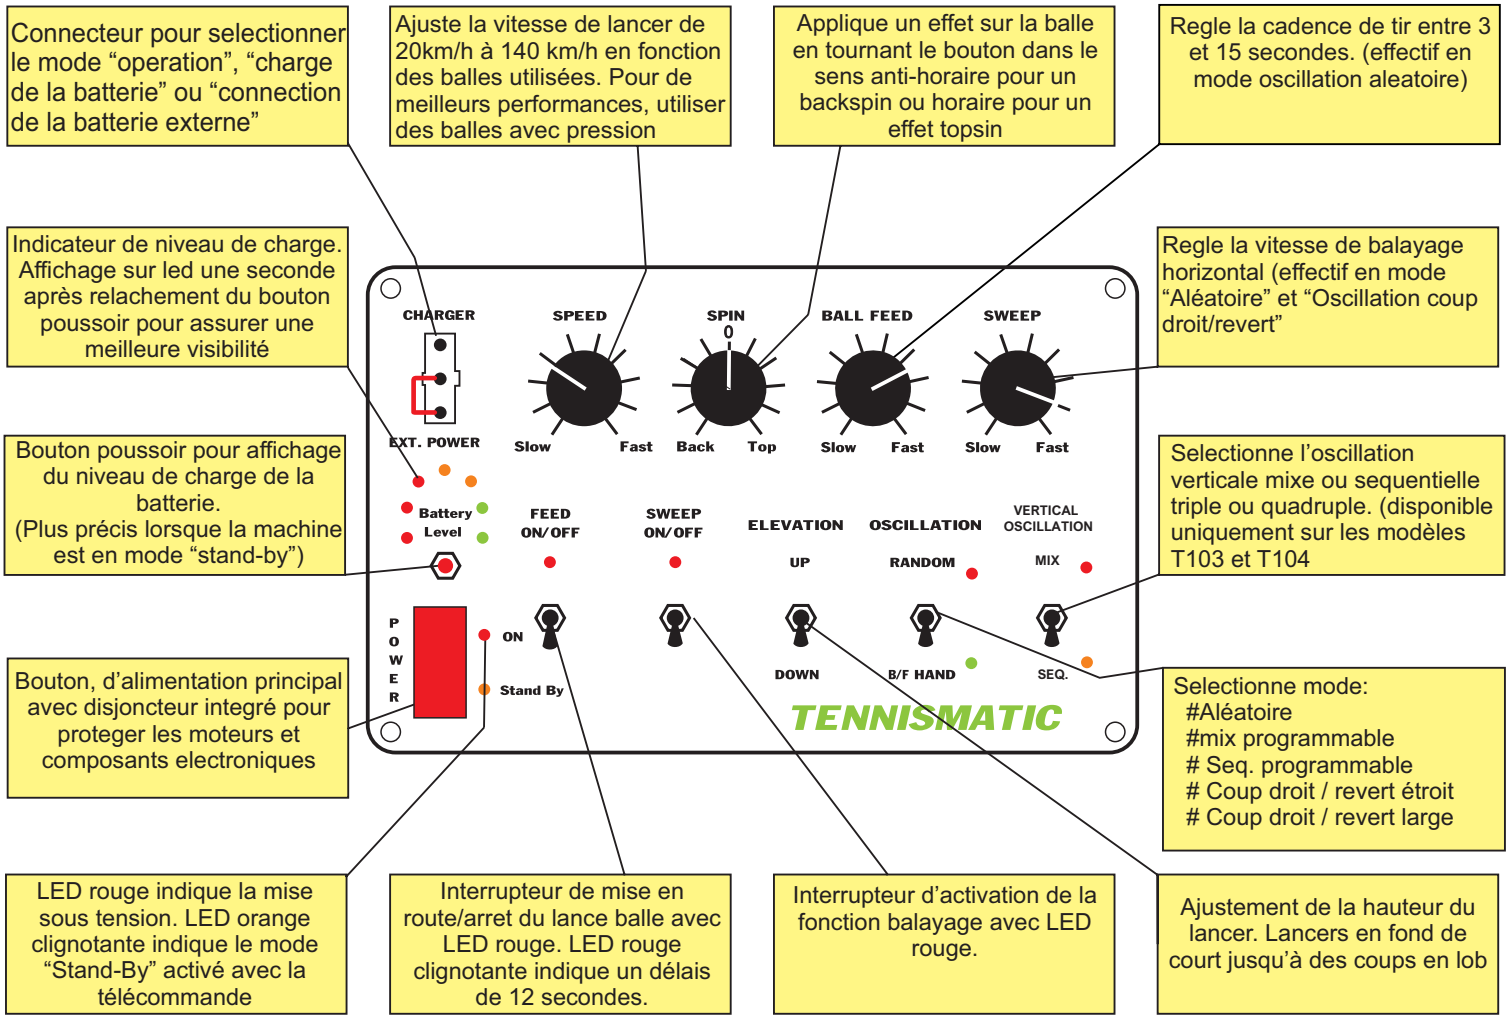 Connecteur pour selectionner
le mode “operation”, “charge
de la batterie” ou “connection
de la batterie externe”
Ajuste la vitesse de lancer de
20km/h à 140 km/h en fonction
des balles utilisées. Pour de
meilleurs performances, utiliser
des balles avec pression
Applique un effet sur la balle
en tournant le bouton dans le
sens anti-horaire pour un
backspin ou horaire pour un
effet topsin
Regle la cadence de tir entre 3
et 15 secondes. (effectif en
mode oscillation aleatoire)
Indicateur de niveau de charge.
Affichage sur led une seconde
après relachement du bouton
poussoir pour assurer une
meilleure visibilité
Regle la vitesse de balayage
horizontal (effectif en mode
“Aléatoire” et “Oscillation coup
droit/revert”
CHARGER
SPEED
SPIN
BALL FEED
SWEEP
0
EXT. POWER
Slow
Fast
Back
Top
Slow
Fast
Slow
Fast
Bouton poussoir pour affichage
du niveau de charge de la
batterie.
(Plus précis lorsque la machine
est en mode “stand-by”)
Battery
Level
FEED
ON/OFF
SWEEP
ON/OFF
ELEVATION
OSCILLATION
VERTICAL
OSCILLATION
UP
RANDOM
MIX
Selectionne l’oscillation
verticale mixe ou sequentielle
triple ou quadruple. (disponible
uniquement sur les modèles
T103 et T104
P
O
W
E
R
ON
Stand By
DOWN
B/F HAND
SEQ.
TENNISMATIC
Bouton, d’alimentation principal
avec disjoncteur integré pour
proteger les moteurs et
composants electroniques
Selectionne mode:
#Aléatoire
#mix programmable
# Seq. programmable
# Coup droit / revert étroit
# Coup droit / revert large
LED rouge indique la mise
sous tension. LED orange
clignotante indique le mode
“Stand-By” activé avec la
télécommande
Interrupteur de mise en
route/arret du lance balle avec
LED rouge. LED rouge
clignotante indique un délais
de 12 secondes.
Interrupteur d’activation de la
fonction balayage avec LED
rouge.
Ajustement de la hauteur du
lancer. Lancers en fond de
court jusqu’à des coups en lob